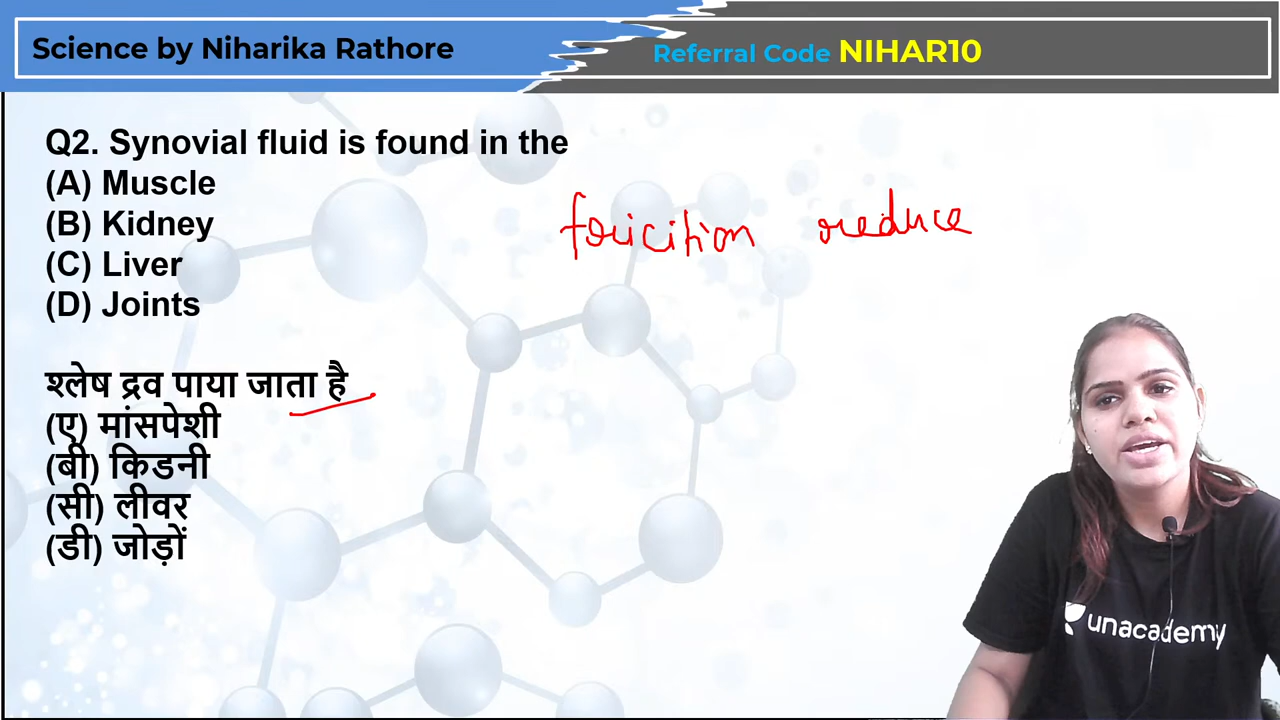 Science by Niharika Rathore
Referral Code NIHAR10
Q2. Synovial fluid is found in the
(A) Muscle
(B) Kidney
(C) Liver
(D) Joints
foricition reduce
श्लेष द्रव पाया जाता है
(ए) मांसपेशी
(बी) किडनी
(सी) लीवर
(डी) जोड़ों
unacademy